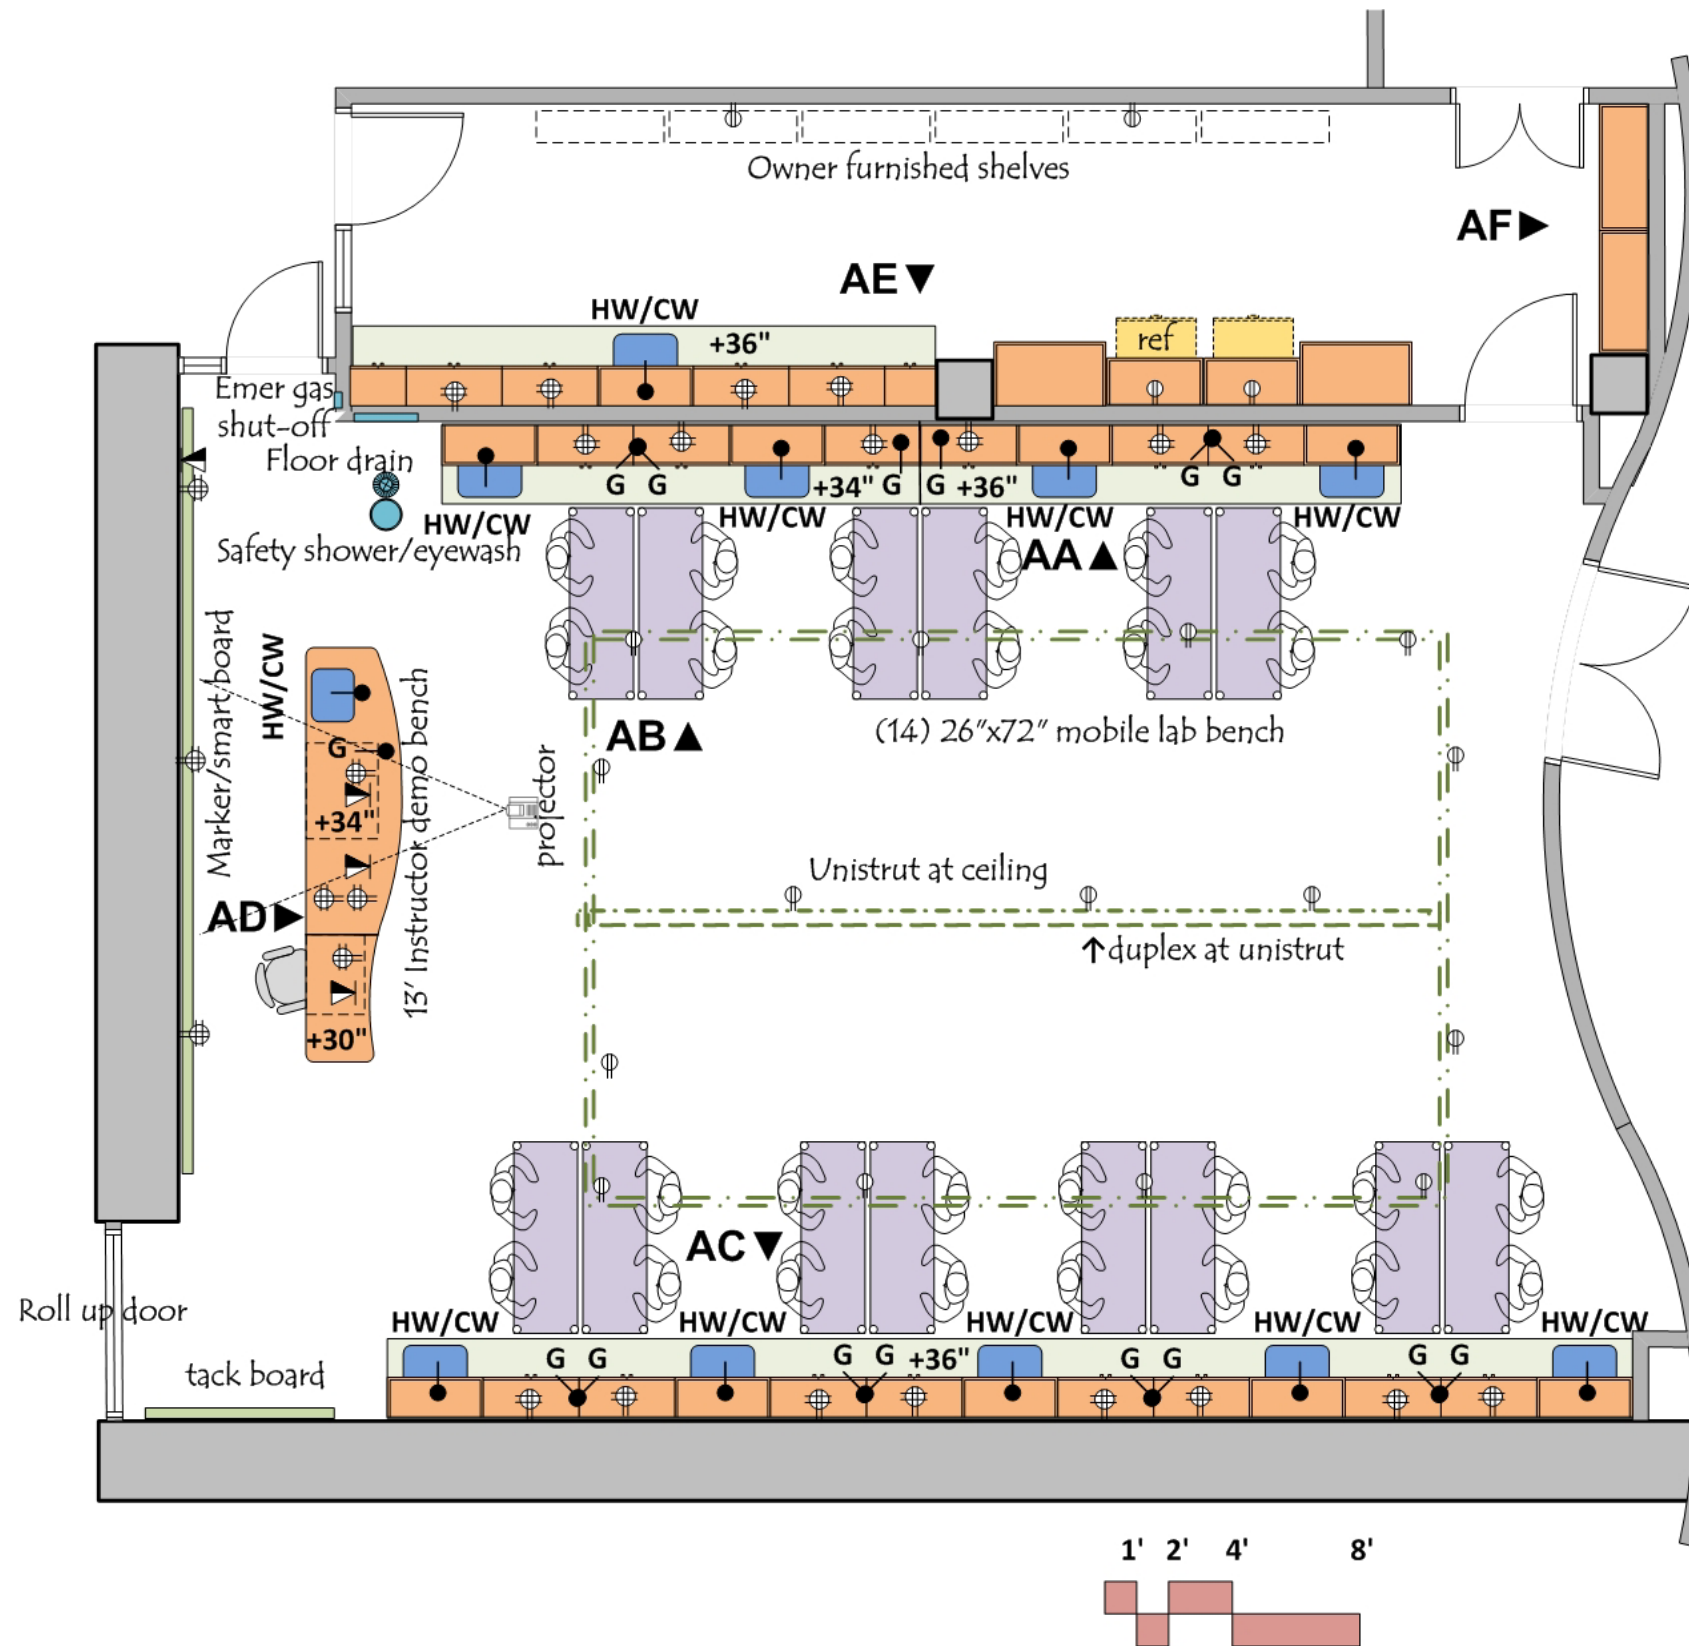 Owner furnished shelves
AF
AE
HW/CW
+36"
ref
Emer gas
shut-off
Floor drain
G G
+34" G
G +36"
G G
HW/CW
HW/CW
HW/CW
HW/CW
Safety shower/eyewash
AA
Marker/smart board
HW/CW
G
+34"
13' Instructor demo bench
AB
(14) 26"x72" mobile lab bench
projector
Unistrut at ceiling
AD
↑duplex at unistrut
+30"
AC
Roll up door
HW/CW
HW/CW
HW/CW
HW/CW
HW/CW
G G
G G
+36"
G G
G G
tack board
1' 2' 4' 8'